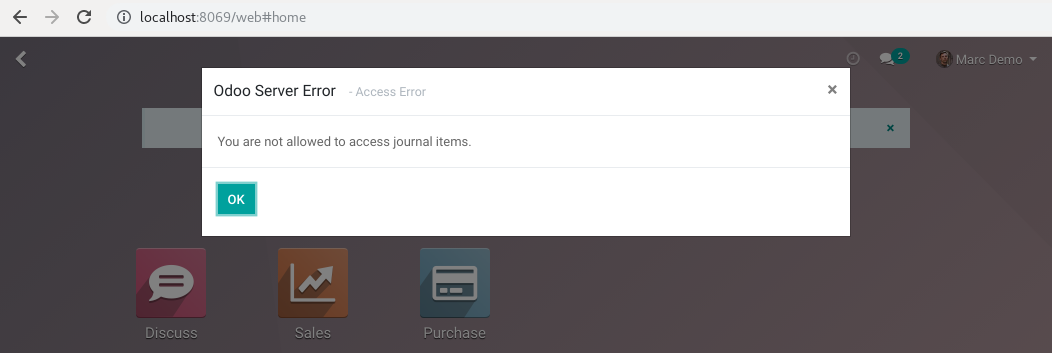 localhost:8069/web#home
2
Marc Demo
Odoo Server Error - Access Error ×
×
You are not allowed to access journal items.
OK
Discuss Sales Purchase